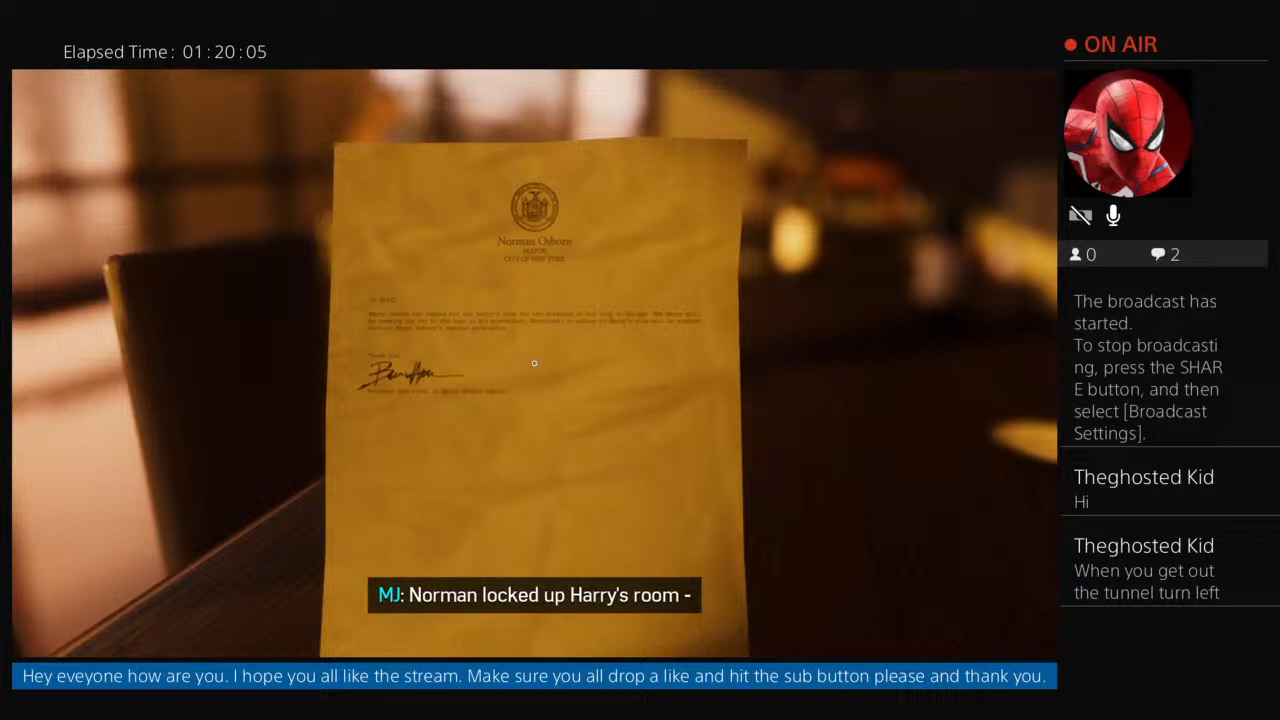 Elapsed Time: 01:20:05
ON AIR
Norman Osborn
MAYOR
CITY OF NEW YORK
0
2
The broadcast has
started.
To stop broadcasti
ng, press the SHAR
E button, and then
select [Broadcast
Settings].
Theghosted Kid
Hi
Theghosted Kid
When you get out
the tunnel turn left
MJ: Norman locked up Harry's room -
Hey eveyone how are you. I hope you all like the stream. Make sure you all drop a like and hit the sub button please and thank you.